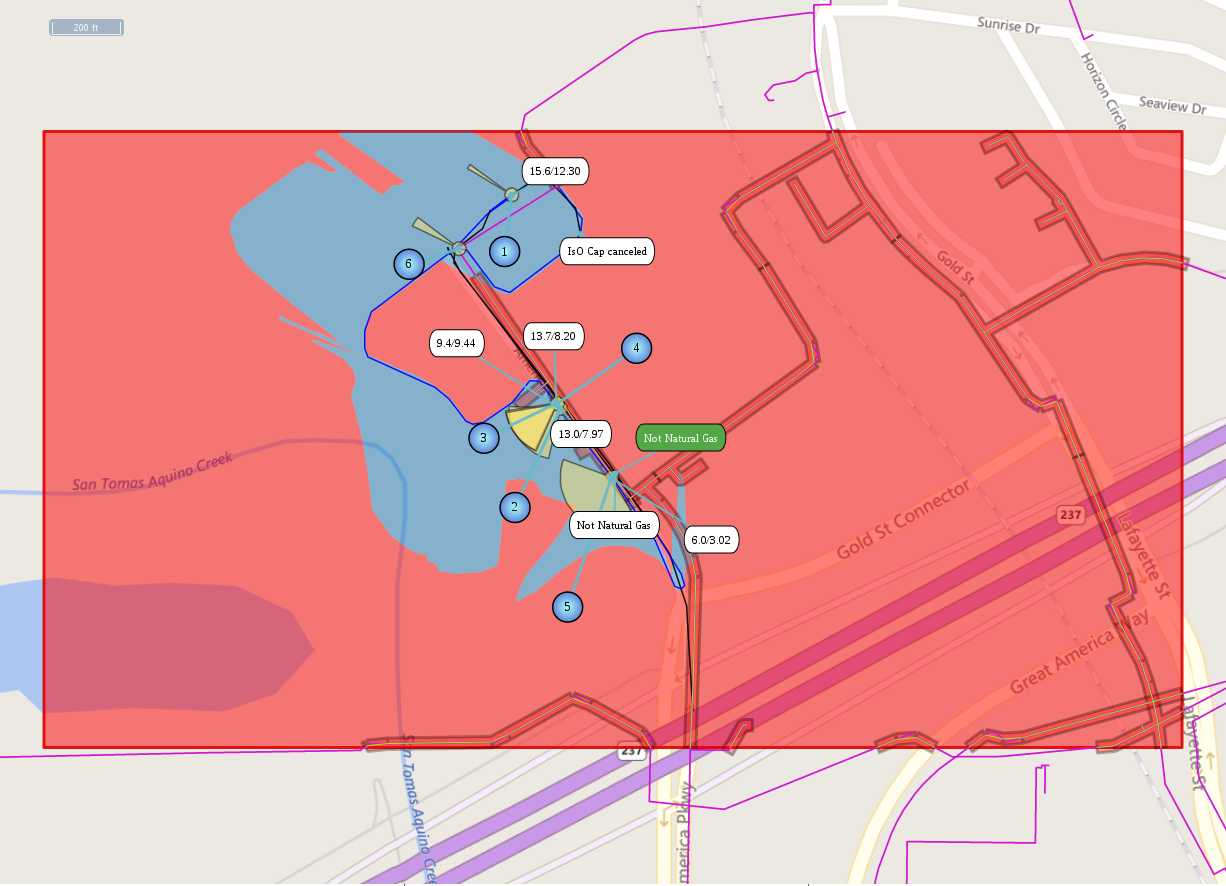 200 ft
Sunrise Dr
Horizon Circle
Seaview Dr
15.6/12.30
1
IsO Cap canceled
6
Gold St
9.4/9.44
13.7/8.20
4
3
13.0/7.97
Not Natural Gas
San Tomas Aquino Creek
2
Not Natural Gas
6.0/3.02
Gold St Connector
237
Lafayette St
5
Great America Way
237
San Tomas Aquino Creek
merica Pkwy
Lafayette St